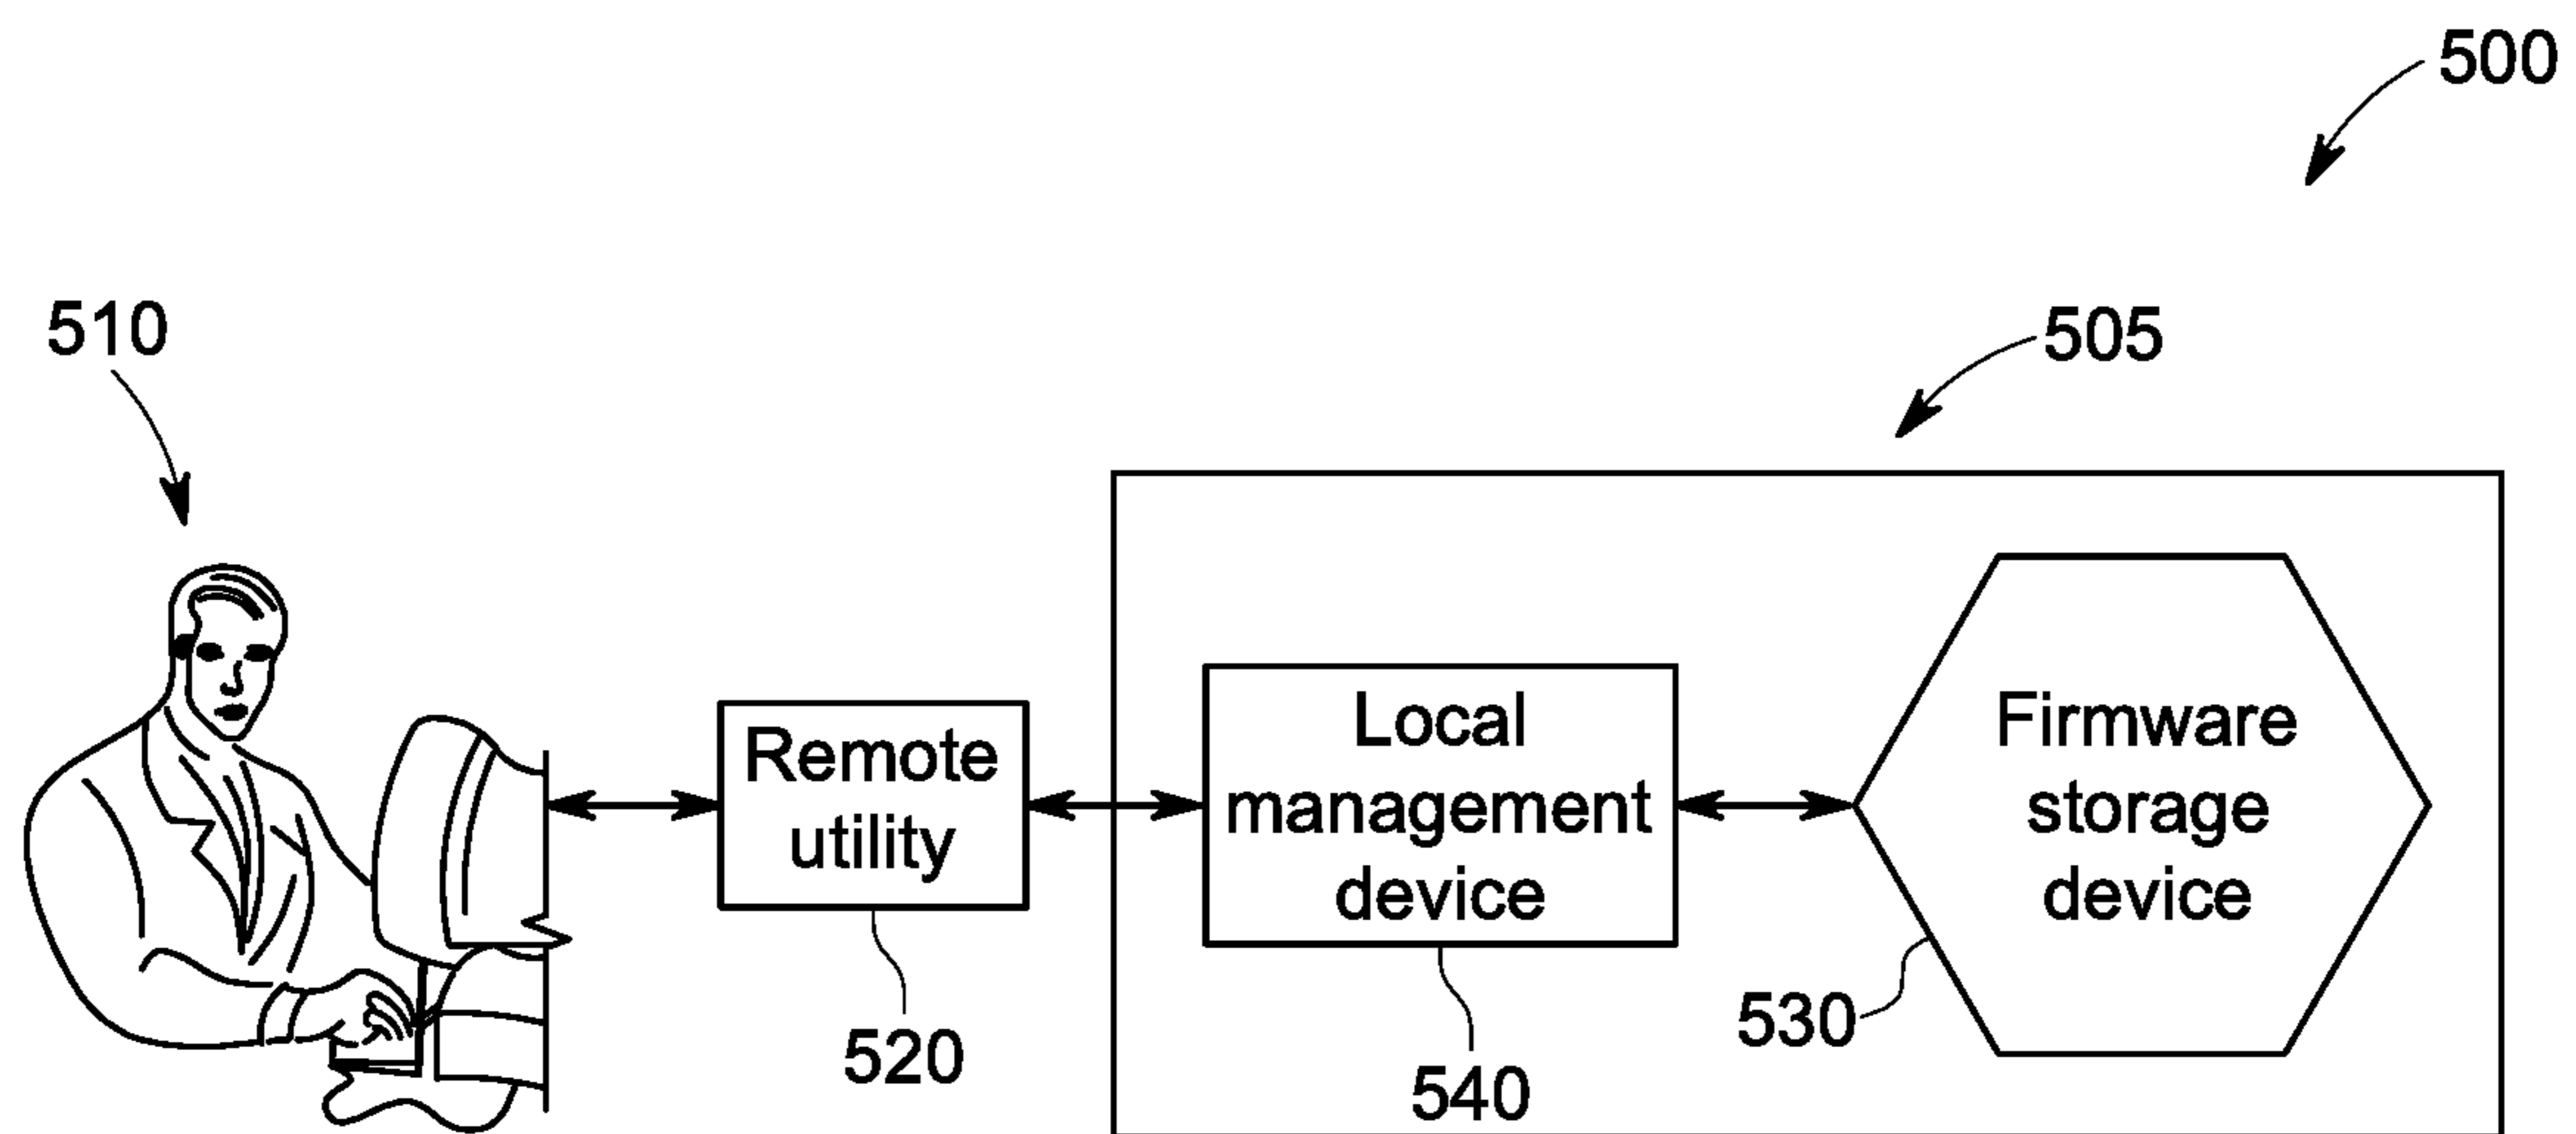 500
510
505
Remote
utility
Local
management
device
Firmware
storage
device
520
540
530